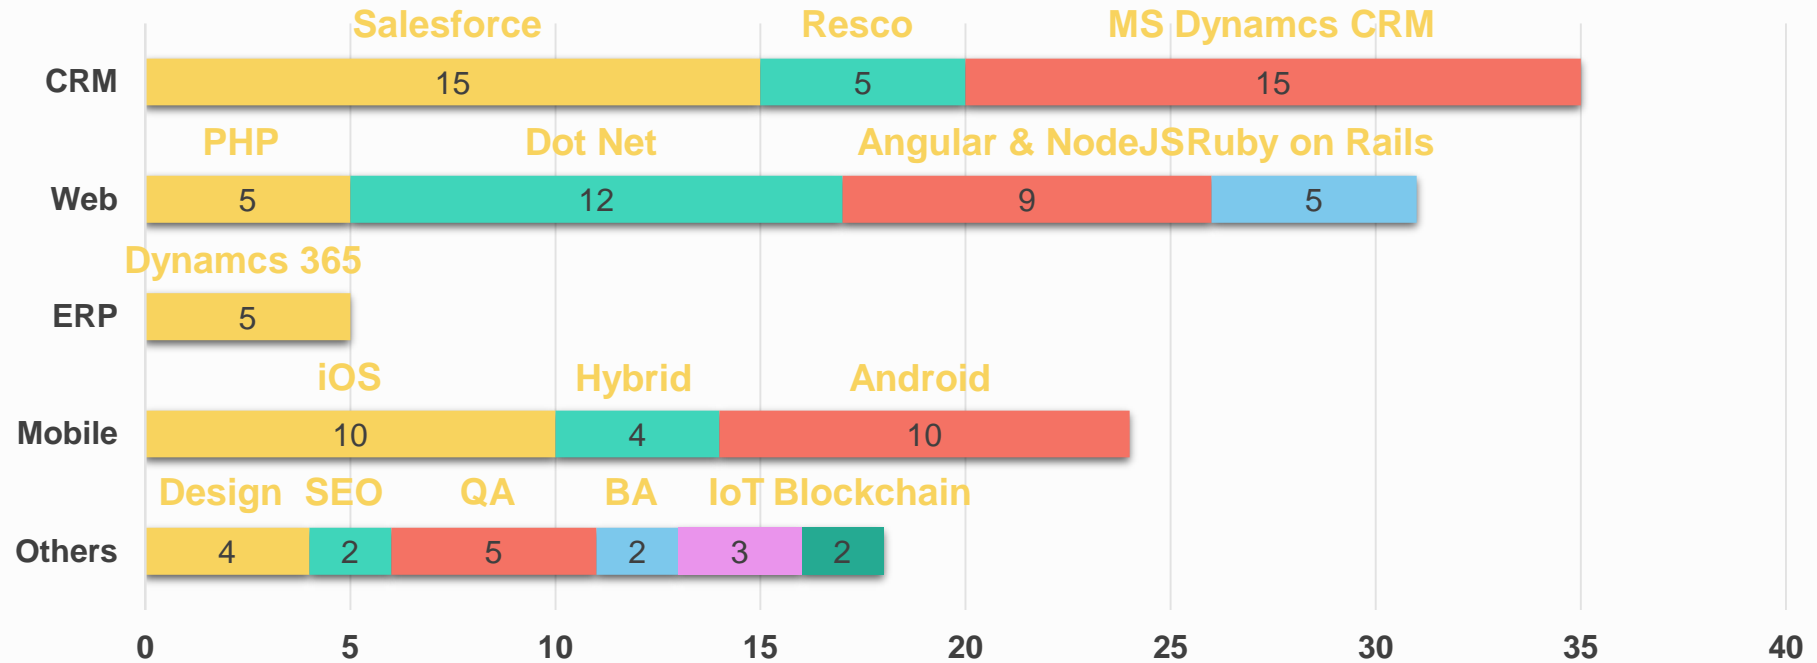 Salesforce Resco MS Dynamcs CRM
CRM 15 5 15
PHP Dot Net Angular & NodeJS Ruby on Rails
Web 5 12 9 5
Dynamcs 365
ERP 5
iOS Hybrid Android
Mobile 10 4 10
Design SEO QA BA IoT Blockchain
Others 4 2 5 2 3 2
0 5 10 15 20 25 30 35 40